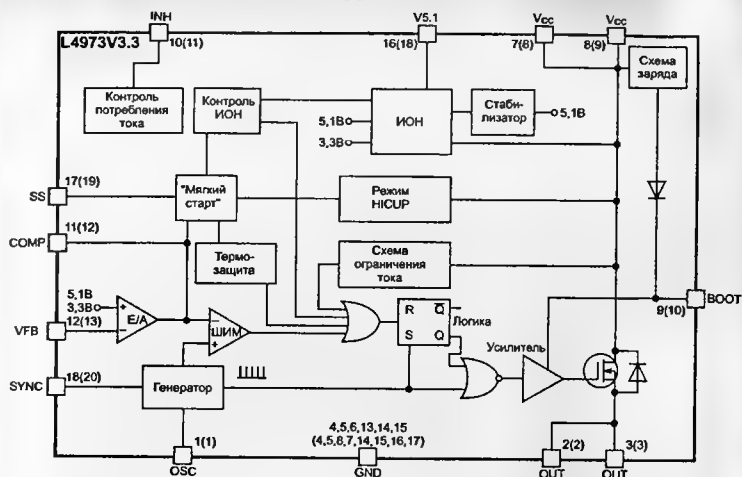 INH
V5.1
Vcc
Vcc
L4973V3.3
10(11)
16(18)
7(8)
8(9)
Схема
заряда
Контроль
потребления
тока
Контроль
ИОН
5,1В
3,3В
ИОН
Стаби-
лизатор
5,1В
SS
17(19)
"Мягкий
старт"
Режим
HICUP
COMP
11(12)
Термо-
защита
Схема
ограничения
тока
5,1В
3,3В
+
−
E/A
−
+
ШИМ
R
Q
S
Q
Логика
9(10)
BOOT
VFB
12(13)
Усилитель
SYNC
18(20)
Генератор
1(1)
OSC
4,5,6,13,14,15
(4,5,8,7,14,15,16,17)
GND
2(2)
OUT
3(3)
OUT